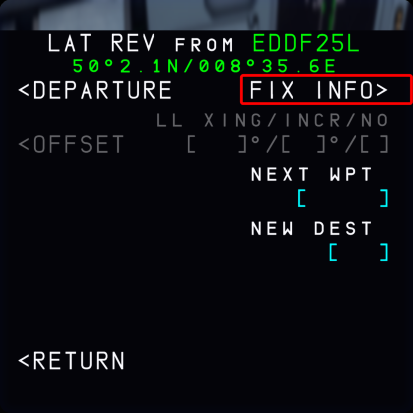 LAT REV FROM EDDF25L
50°2.1N/008°35.6E
<DEPARTURE FIX INFO>
LL XING/INCR/NO
<OFFSET [ ]°/[ ]°/[ ]
NEXT WPT
[ ]
NEW DEST
[ ]
<RETURN